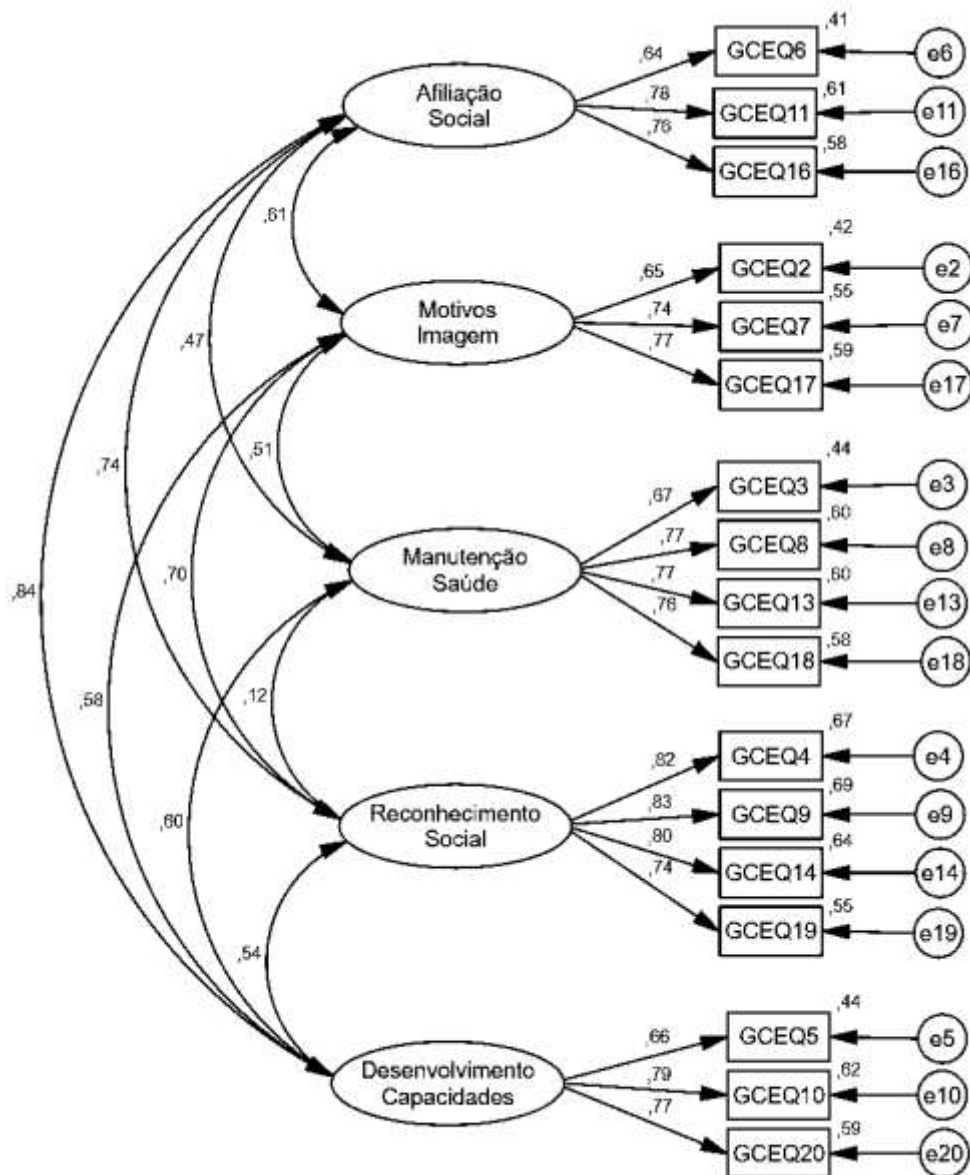 ,41
,64
GCEQ6
e6
Afiliação
Social
,78
,61
GCEQ11
e11
,76
,58
GCEQ16
e16
,61
,42
,65
GCEQ2
e2
Motivos
Imagem
,74
,55
GCEQ7
e7
,77
,59
GCEQ17
e17
,47
,51
,74
,44
,67
GCEQ3
e3
Manutenção
Saúde
,77
,60
GCEQ8
e8
,77
,60
GCEQ13
e13
,76
,58
GCEQ18
e18
,70
,84
,58
,12
,67
,82
GCEQ4
e4
Reconhecimento
Social
,83
,69
GCEQ9
e9
,80
,64
GCEQ14
e14
,74
,55
GCEQ19
e19
,60
,54
,44
,66
GCEQ5
e5
Desenvolvimento
Capacidades
,79
,62
GCEQ10
e10
,77
,59
GCEQ20
e20